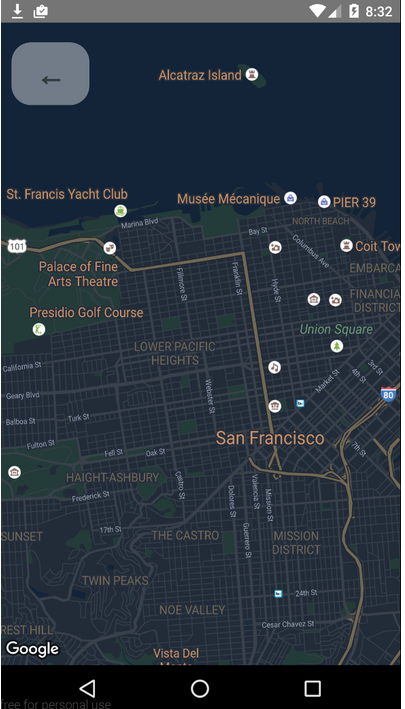 8:32
Alcatraz Island
St. Francis Yacht Club
Musée Mécanique
PIER 39
NORTH BEACH
Marina Blvd
Bay St
Columbus Ave
101
Coit Tow
Palace of Fine
Arts Theatre
Fillmore St
Franklin St
Hyde St
EMBARCA
FINANCIA
DISTRICT
Presidio Golf Course
Union Square
LOWER PACIFIC
HEIGHTS
California St
3rd St
4th St
Market St
Geary Blvd
Webster St
80
Balboa St
Turk St
San Francisco
Fulton St
Fell St
Oak St
7th St
HAIGHT-ASHBURY
Castro St
Valencia St
Mission St
Frederick St
Dolores St
17th St
Guerrero St
SUNSET
THE CASTRO
MISSION
DISTRICT
TWIN PEAKS
24th St
NOE VALLEY
Cesar Chavez St
REST HILL
Google
Vista Del
Monte
free for personal use